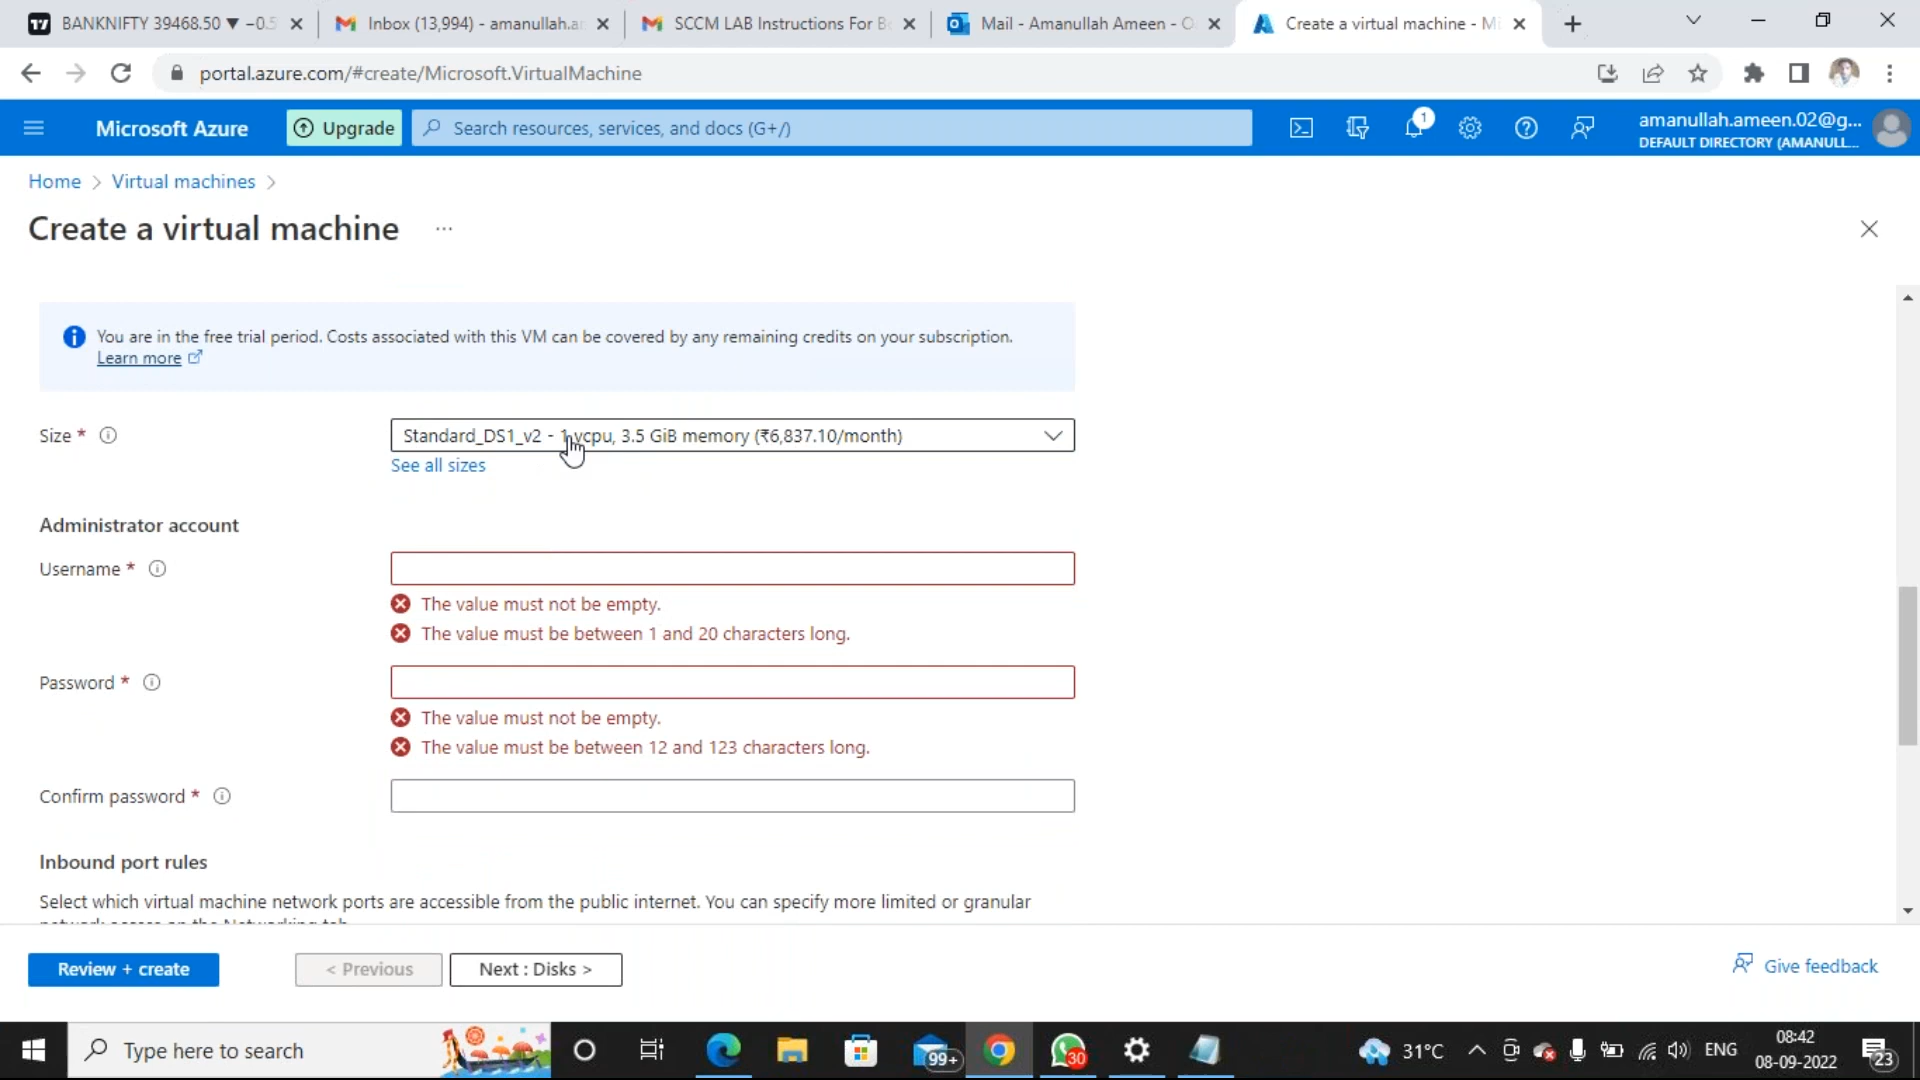 BANKNIFTY 39468.50 ▼ −0.5
Inbox (13,994) - amanullah.a
SCCM LAB Instructions For B
Mail - Amanullah Ameen - O
Create a virtual machine - Mi
portal.azure.com/#create/Microsoft.VirtualMachine
Microsoft Azure
Upgrade
Search resources, services, and docs (G+/)
1
amanullah.ameen.02@g...
DEFAULT DIRECTORY (AMANULL...
Home > Virtual machines >
Create a virtual machine ...
You are in the free trial period. Costs associated with this VM can be covered by any remaining credits on your subscription.
Learn more
Size *
Standard_DS1_v2 - 1 vcpu, 3.5 GiB memory (₹6,837.10/month)
See all sizes
Administrator account
Username *
The value must not be empty.
The value must be between 1 and 20 characters long.
Password *
The value must not be empty.
The value must be between 12 and 123 characters long.
Confirm password *
Inbound port rules
Select which virtual machine network ports are accessible from the public internet. You can specify more limited or granular
Review + create
< Previous
Next : Disks >
Give feedback
Type here to search
99+
30
31°C
ENG
08:42
08-09-2022
23